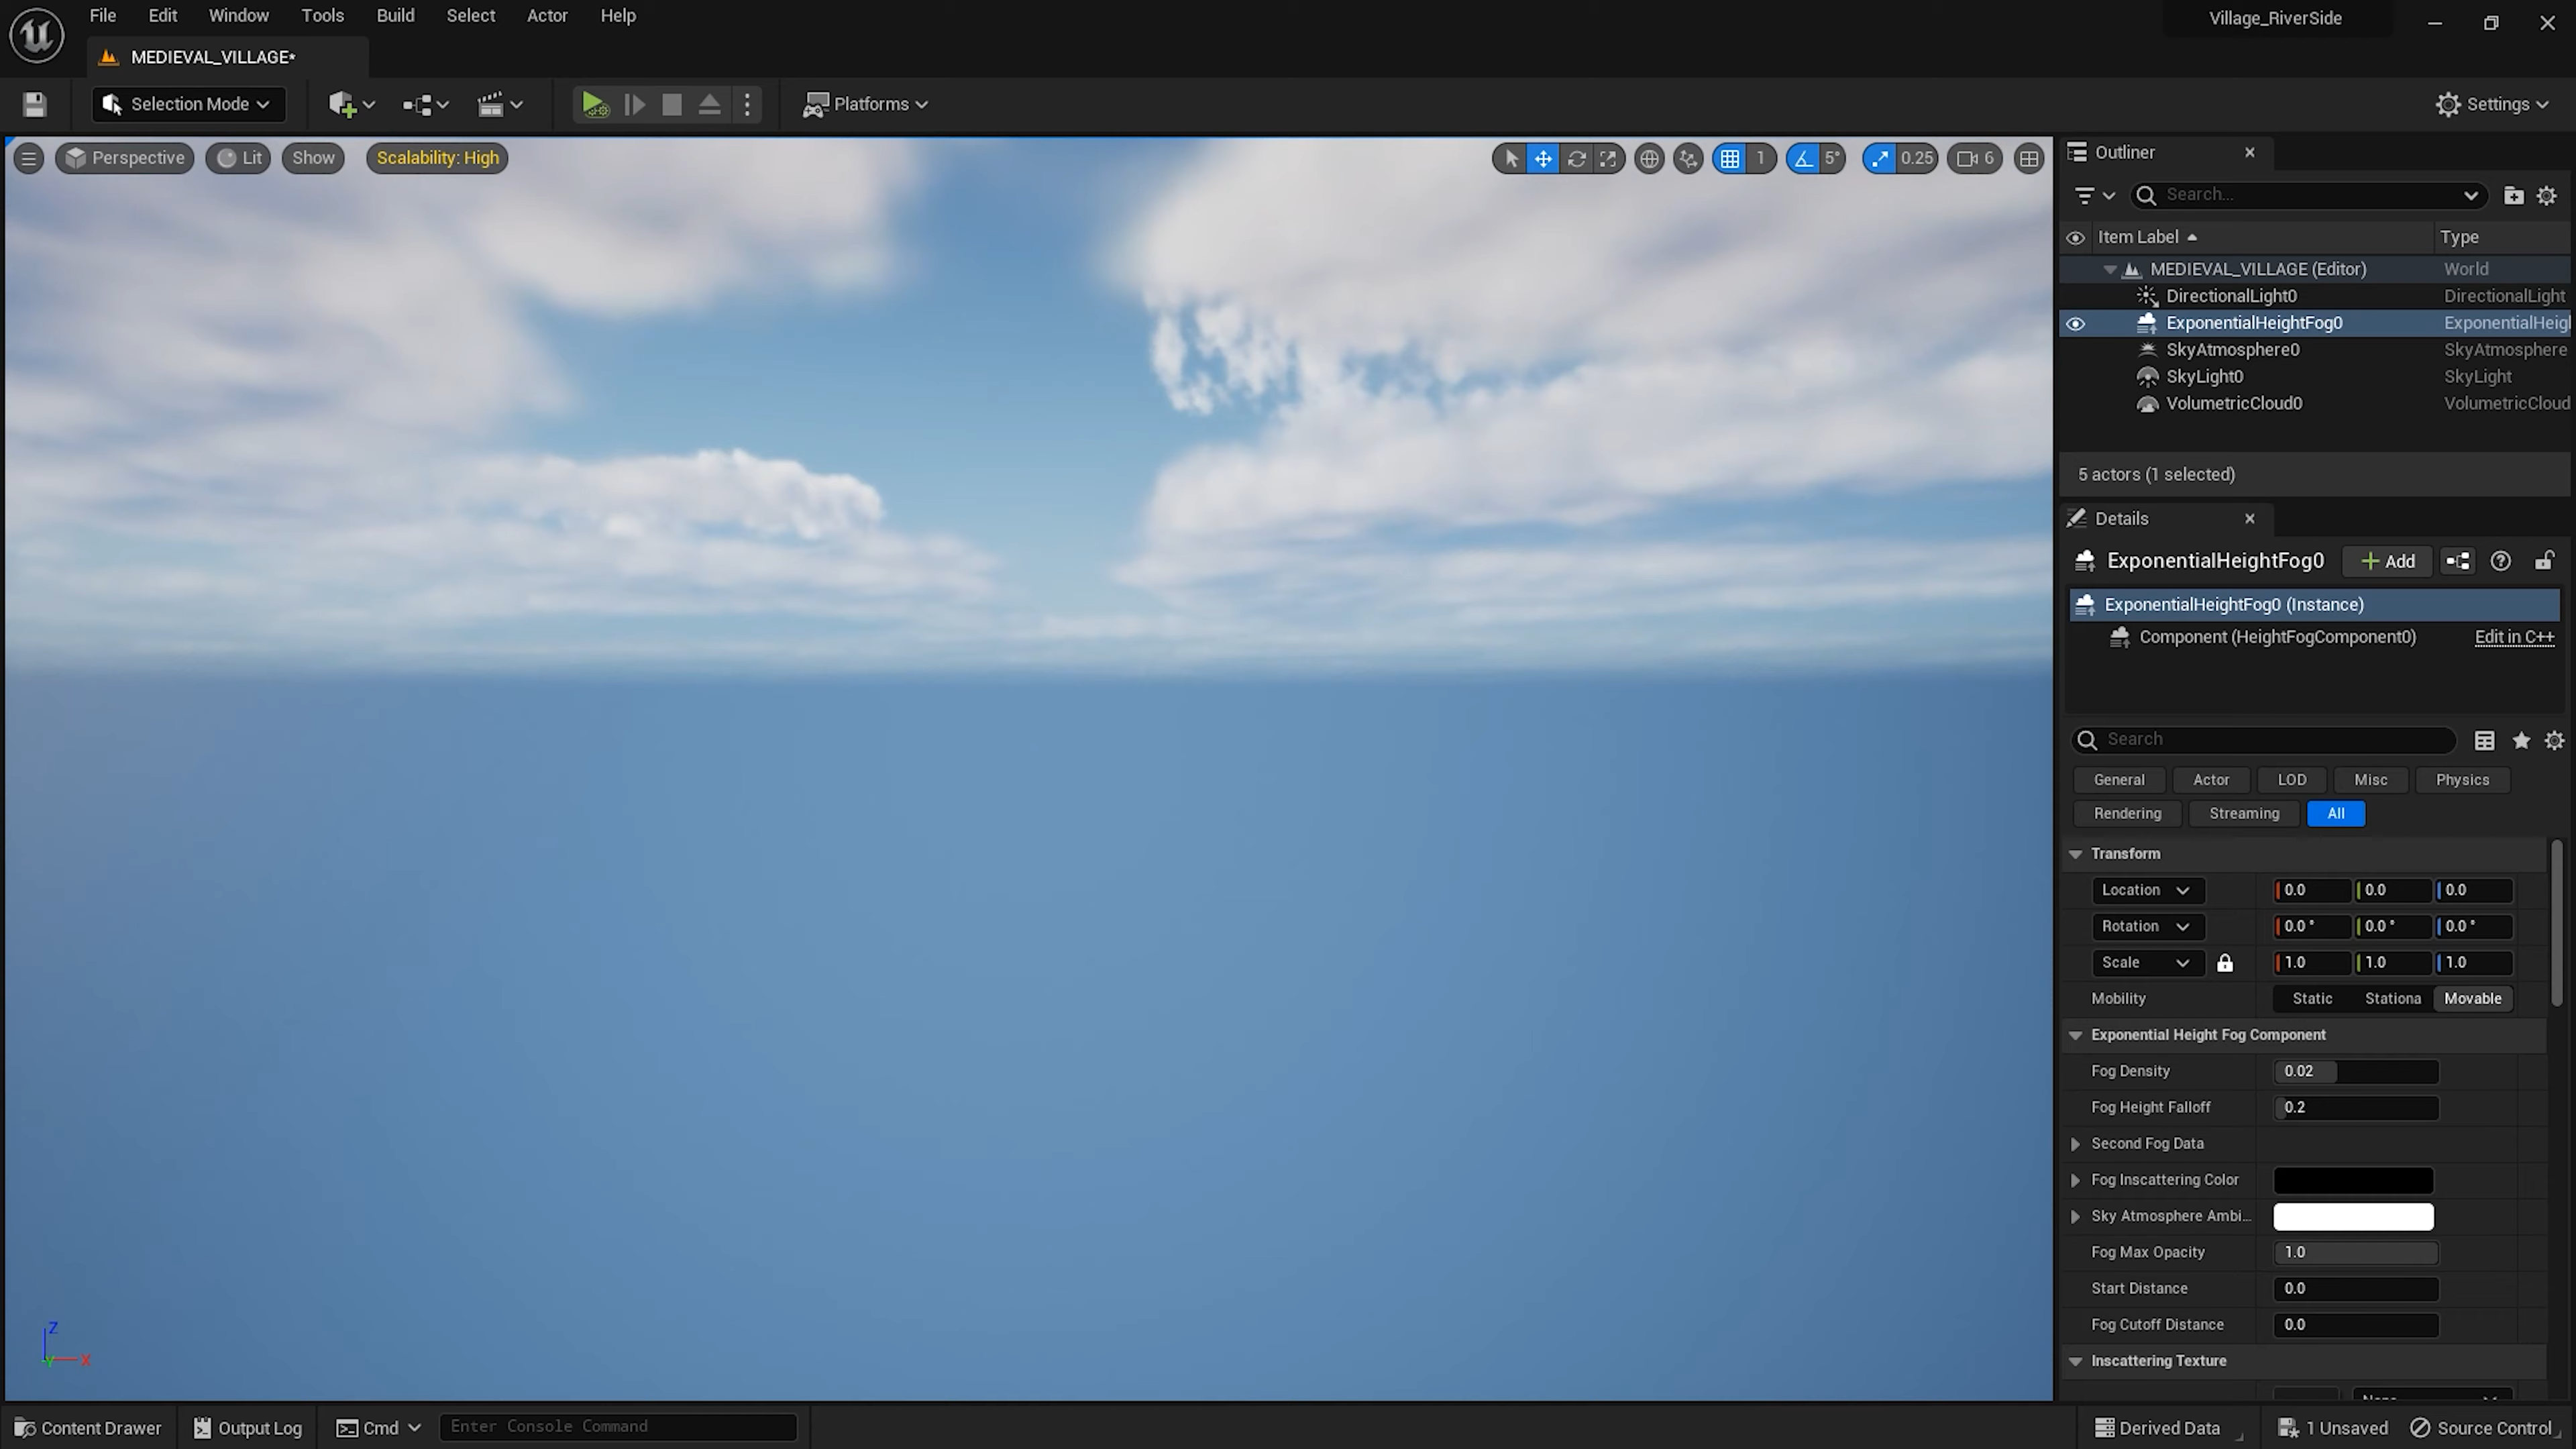 File Edit Window Tools Build Select Actor Help
Village_RiverSide
MEDIEVAL_VILLAGE*
Selection Mode
Platforms
Settings
Perspective Lit Show Scalability: High
1 5° 0.25 6
Outliner
Search...
Item Label Type
MEDIEVAL_VILLAGE (Editor) World
DirectionalLight0 DirectionalLight
ExponentialHeightFog0 ExponentialHeig
SkyAtmosphere0 SkyAtmosphere
SkyLight0 SkyLight
VolumetricCloud0 VolumetricCloud
5 actors (1 selected)
Details
ExponentialHeightFog0 Add
ExponentialHeightFog0 (Instance)
Component (HeightFogComponent0) Edit in C++
Search
General Actor LOD Misc Physics
Rendering Streaming All
Transform
Location 0.0 0.0 0.0
Rotation 0.0 ° 0.0 ° 0.0 °
Scale 1.0 1.0 1.0
Mobility Static Stationa Movable
Exponential Height Fog Component
Fog Density 0.02
Fog Height Falloff 0.2
Second Fog Data
Fog Inscattering Color
Sky Atmosphere Ambi...
Fog Max Opacity 1.0
Start Distance 0.0
Fog Cutoff Distance 0.0
Inscattering Texture
Z
Y X
Content Drawer Output Log Cmd Enter Console Command
Derived Data 1 Unsaved Source Control